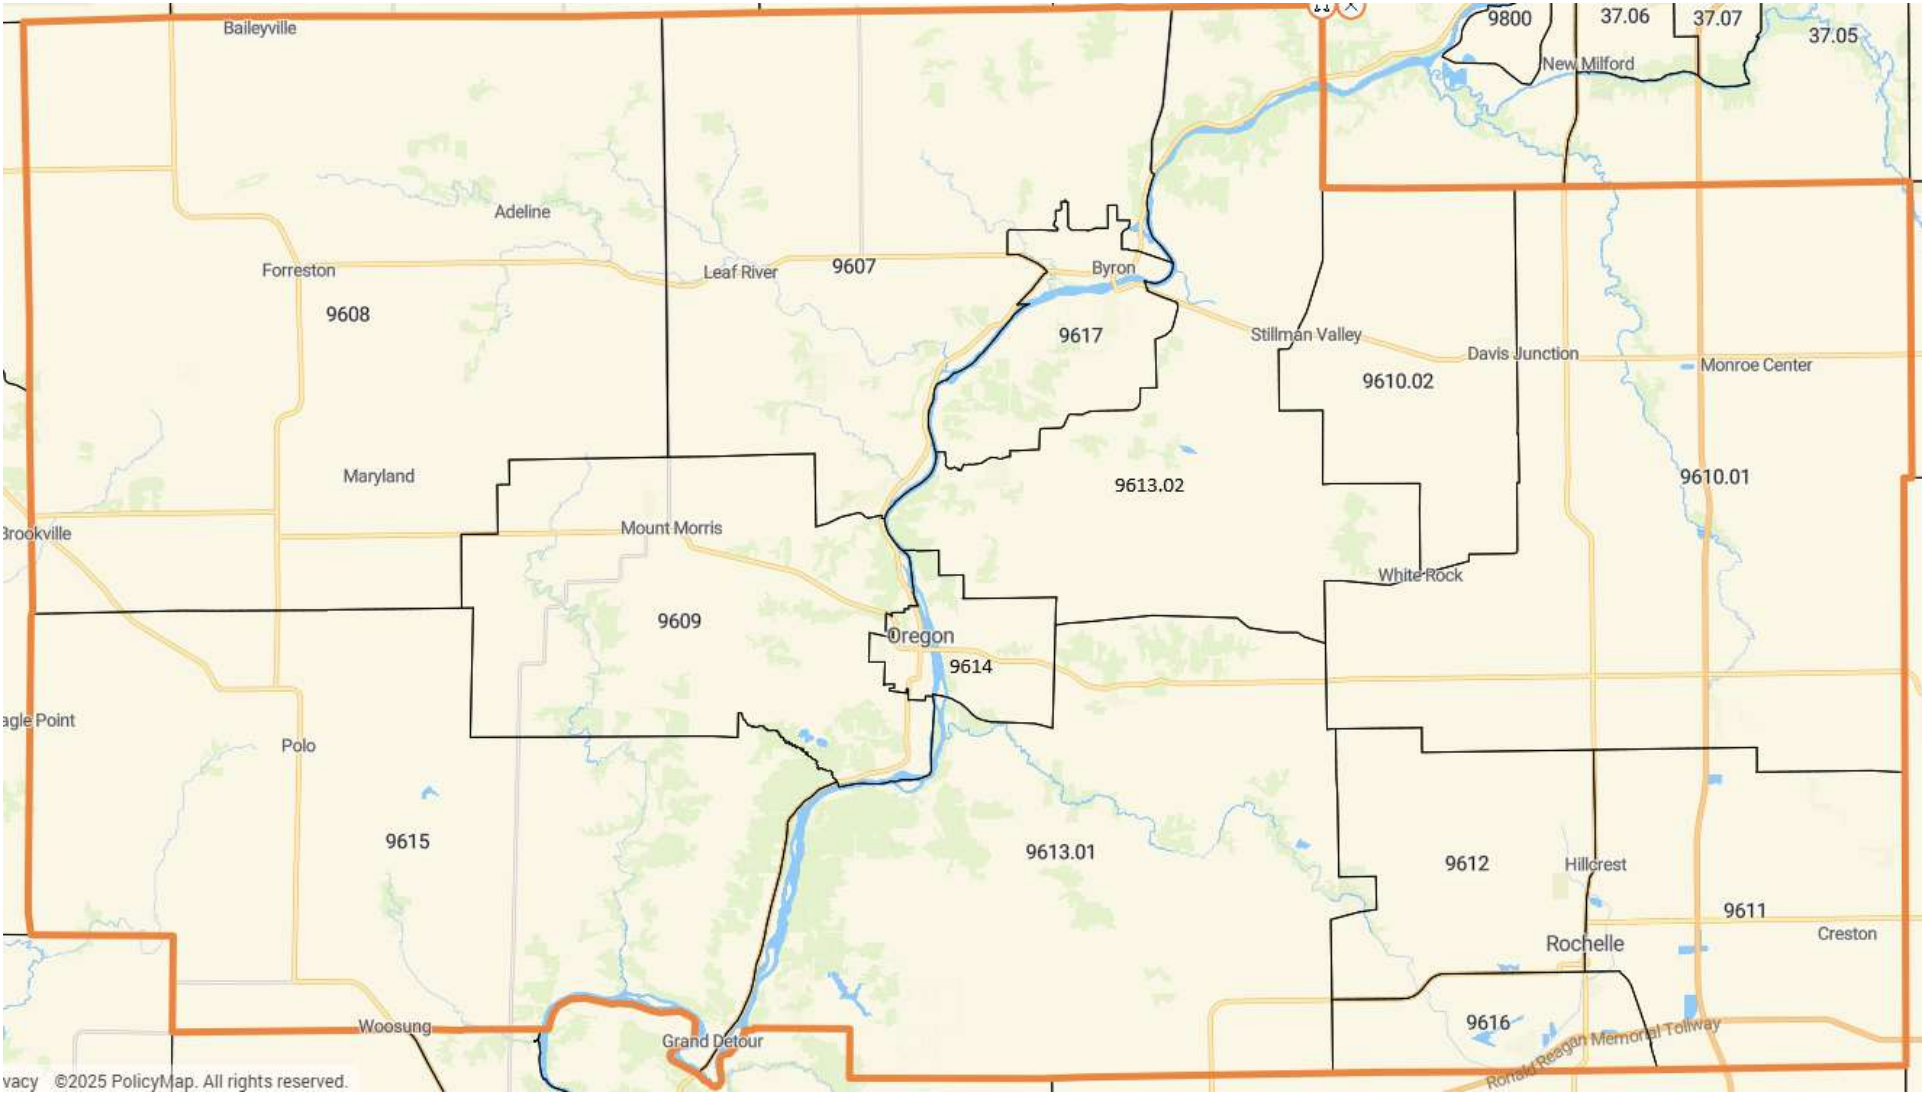 9800
37.06
37.07
37.05
Baileyville
New Milford
Adeline
Forreston
Leaf River
9607
Byron
9608
9617
Stillman Valley
Davis Junction
Monroe Center
9610.02
Maryland
9610.01
9613.02
Brookville
Mount Morris
White Rock
9609
Oregon
9614
agle Point
Polo
9615
9613.01
9612
Hillcrest
9611
Creston
Rochelle
Woosung
Grand Detour
9616
Ronald Reagan Memorial Tollway
vacy ©2025 PolicyMap. All rights reserved.